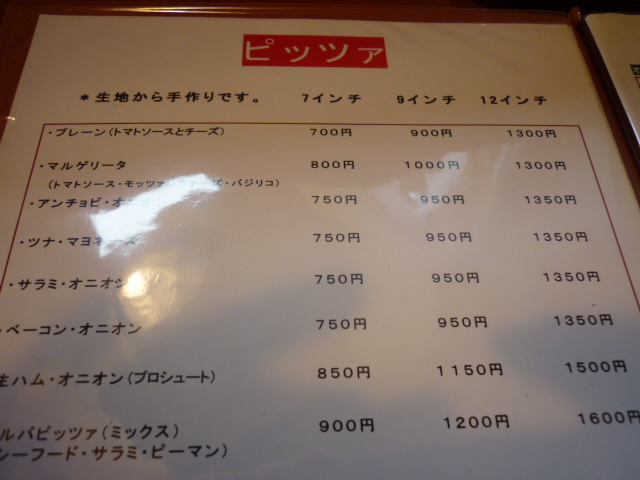 ピッツァ
*生地から手作りです。 7インチ 9インチ 12インチ
・プレーン(トマトソースとチーズ) 700円 900円 1300円
・マルゲリータ 800円 1000円 1300円
(トマトソース・モッツァレラチーズ・バジリコ)
・アンチョビ・オニオン 750円 950円 1350円
・ツナ・マヨネーズ 750円 950円 1350円
・サラミ・オニオン 750円 950円 1350円
・ベーコン・オニオン 750円 950円 1350円
生ハム・オニオン(プロシュート) 850円 1150円 1500円
ルバピッツァ(ミックス) 900円 1200円 1600円
シーフード・サラミ・ピーマン)